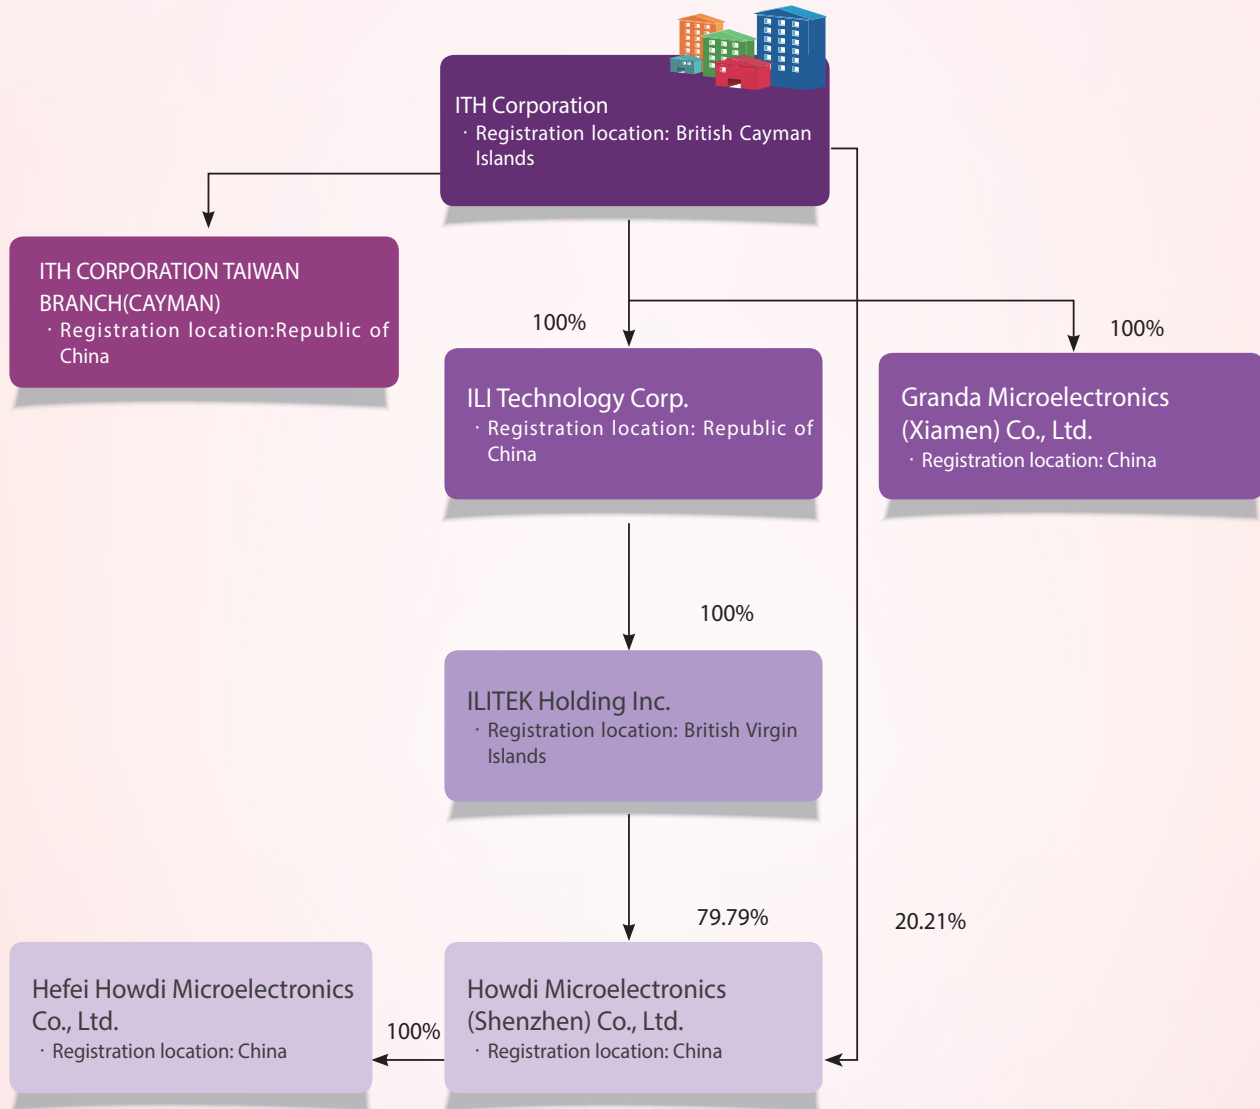 ITH Corporation
· Registration location: British Cayman
Islands
ITH CORPORATION TAIWAN
BRANCH(CAYMAN)
· Registration location:Republic of
China
100%
100%
ILI Technology Corp.
· Registration location: Republic of
China
Granda Microelectronics
(Xiamen) Co., Ltd.
· Registration location: China
100%
ILITEK Holding Inc.
· Registration location: British Virgin
Islands
79.79%
20.21%
Hefei Howdi Microelectronics
Co., Ltd.
· Registration location: China
100%
Howdi Microelectronics
(Shenzhen) Co., Ltd.
· Registration location: China